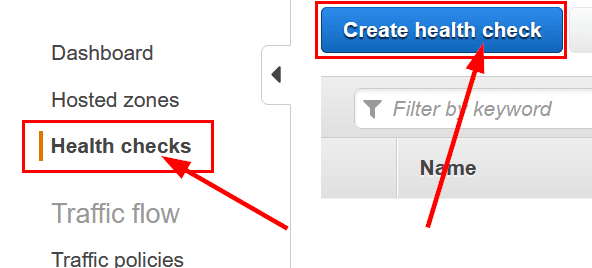 Dashboard
Hosted zones
Health checks
Traffic flow
Traffic policies
Create health check
Filter by keyword
Name